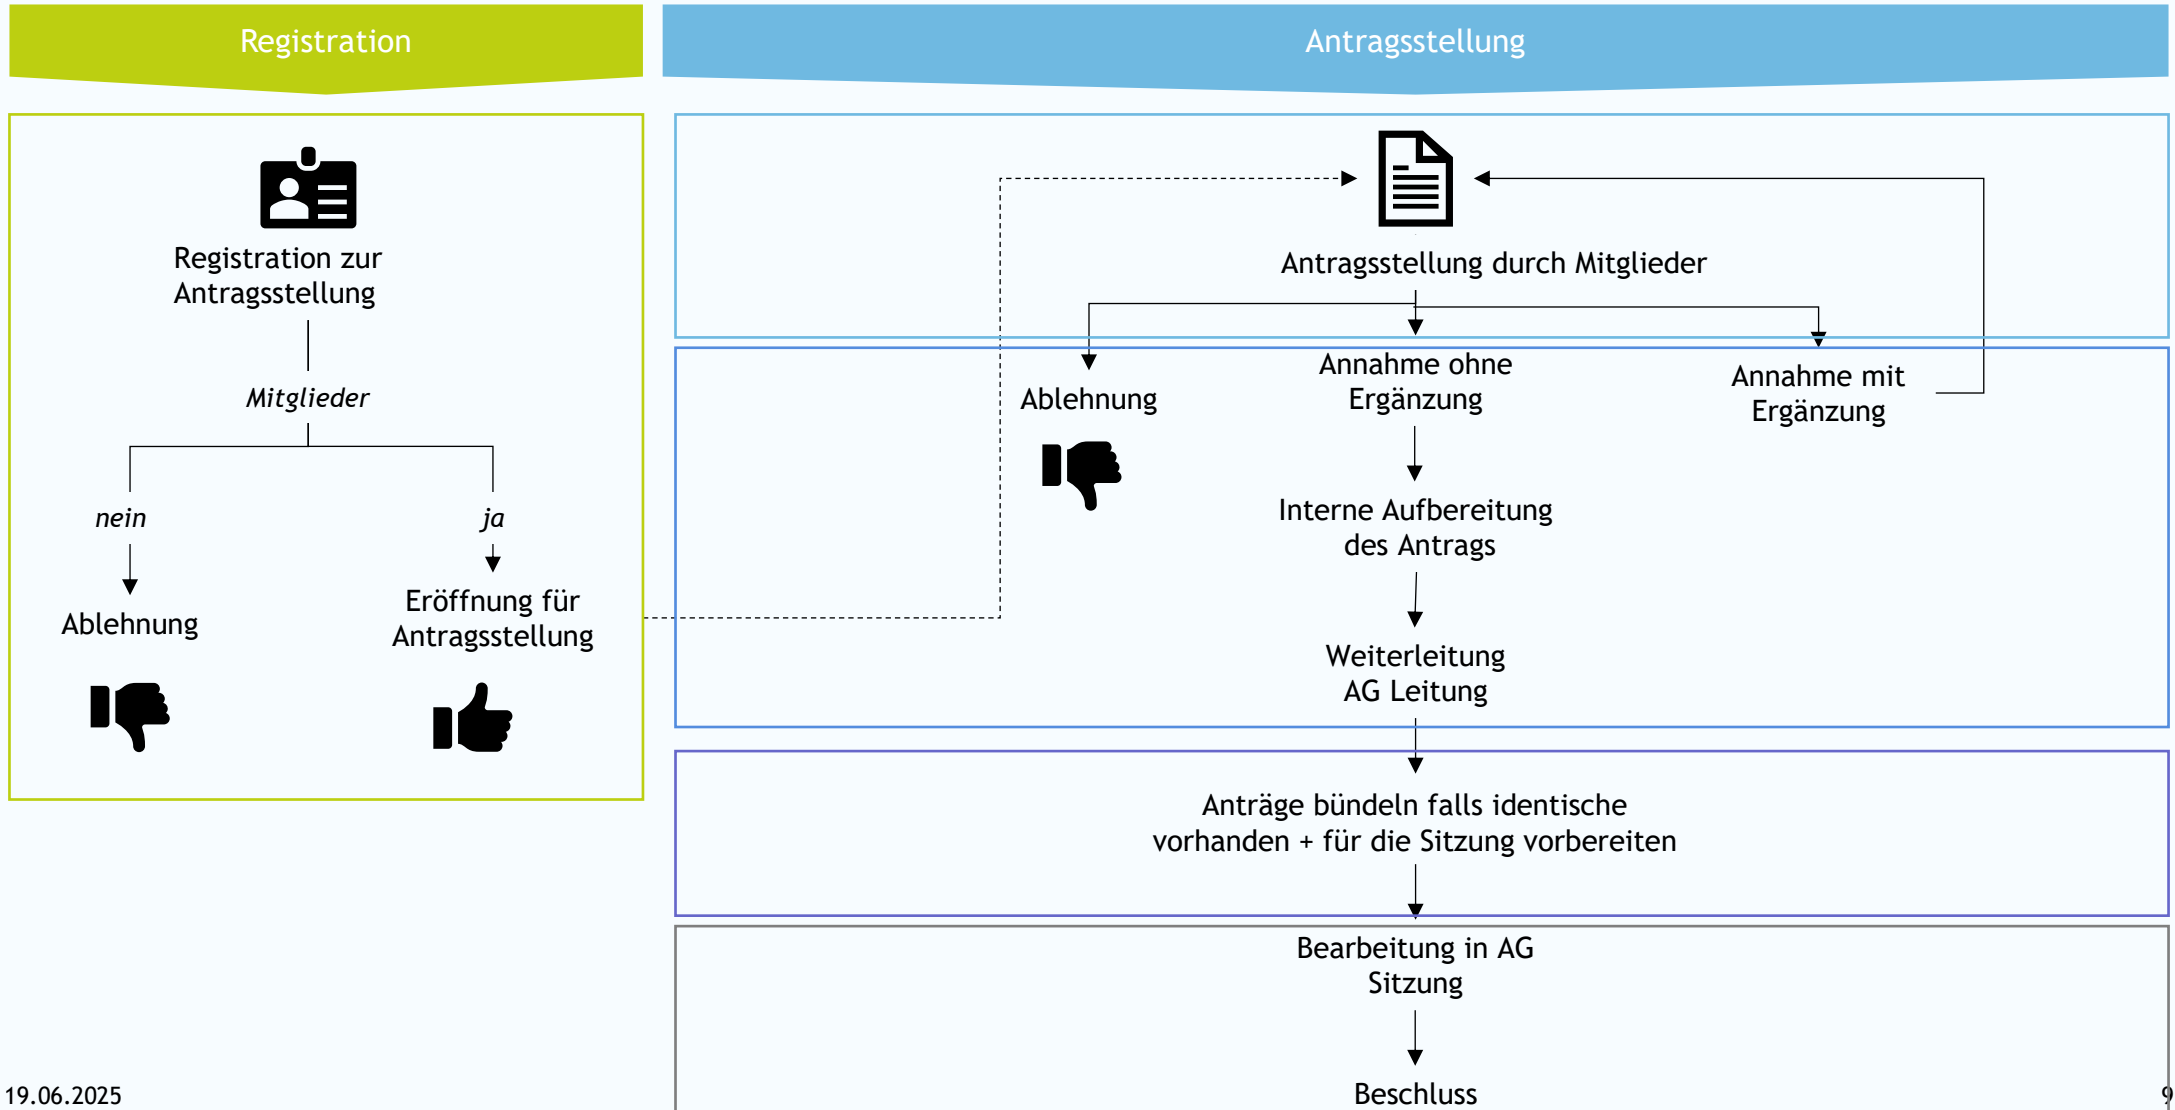 Registration
Antragsstellung
Registration zur
Antragsstellung
Mitglieder
nein
ja
Ablehnung
Eröffnung für
Antragsstellung
Antragsstellung durch Mitglieder
Ablehnung
Annahme ohne
Ergänzung
Annahme mit
Ergänzung
Interne Aufbereitung
des Antrags
Weiterleitung
AG Leitung
Anträge bündeln falls identische
vorhanden + für die Sitzung vorbereiten
Bearbeitung in AG
Sitzung
Beschluss
19.06.2025
9